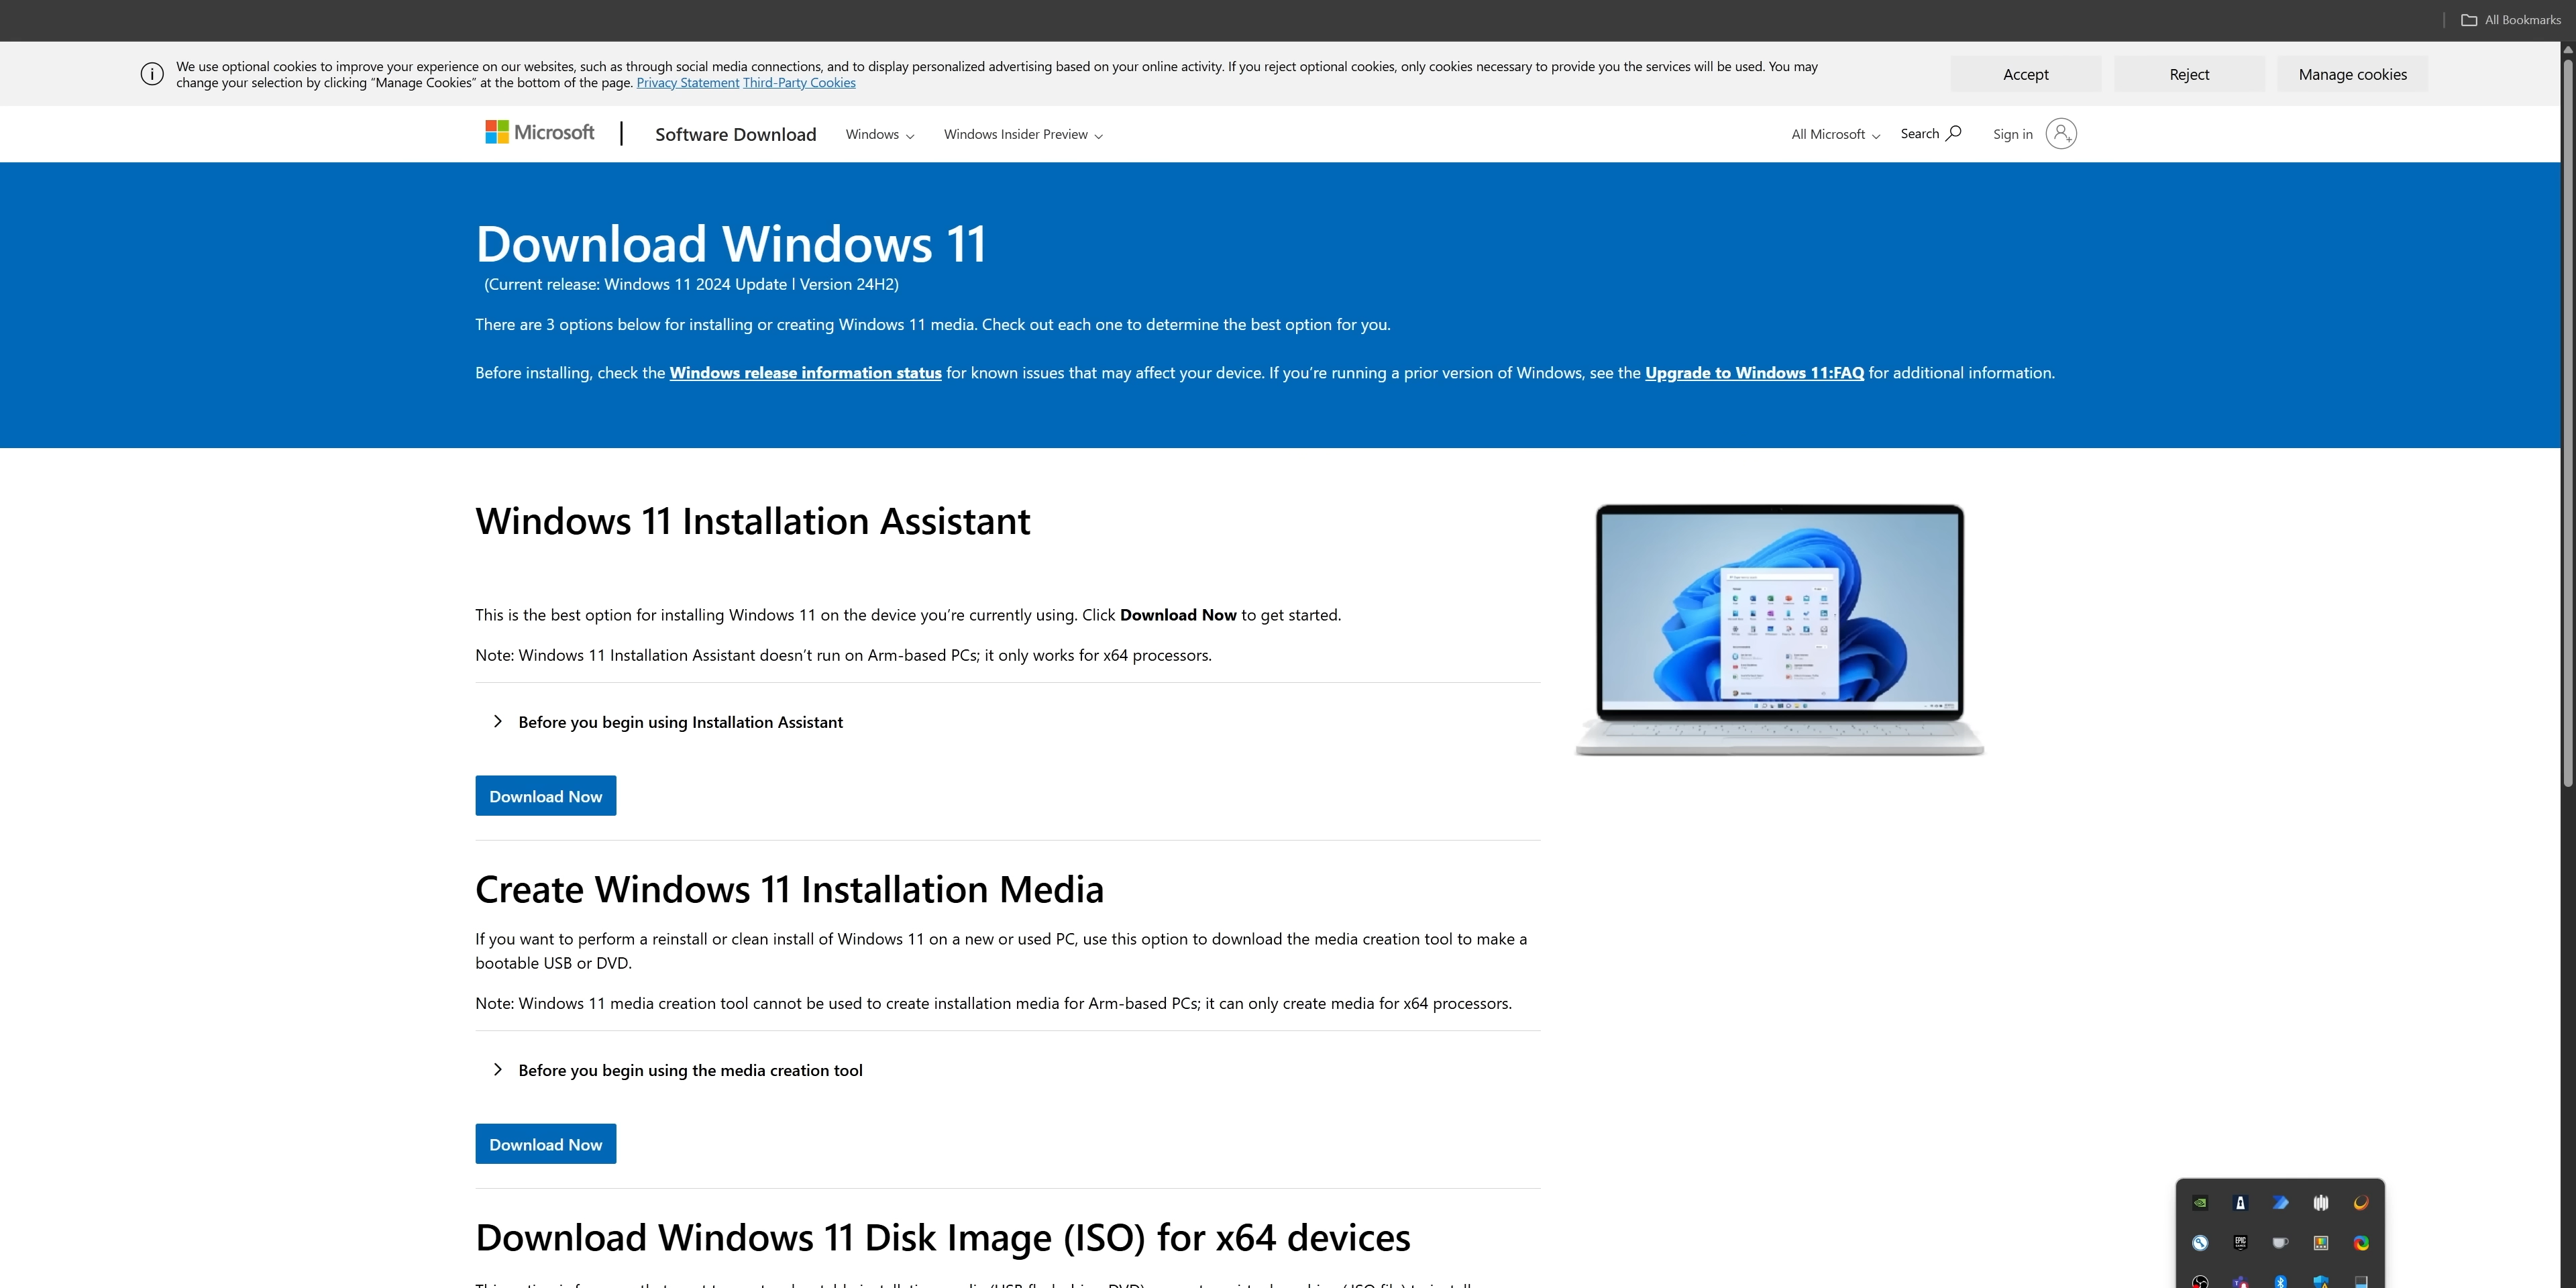 All Bookmarks
We use optional cookies to improve your experience on our websites, such as through social media connections, and to display personalized advertising based on your online activity. If you reject optional cookies, only cookies necessary to provide you the services will be used. You may
change your selection by clicking “Manage Cookies” at the bottom of the page. Privacy Statement Third-Party Cookies
Accept
Reject
Manage cookies
Microsoft
Software Download
Windows
Windows Insider Preview
All Microsoft
Search
Sign in
Download Windows 11
(Current release: Windows 11 2024 Update l Version 24H2)
There are 3 options below for installing or creating Windows 11 media. Check out each one to determine the best option for you.
Before installing, check the Windows release information status for known issues that may affect your device. If you’re running a prior version of Windows, see the Upgrade to Windows 11:FAQ for additional information.
Windows 11 Installation Assistant
This is the best option for installing Windows 11 on the device you’re currently using. Click Download Now to get started.
Note: Windows 11 Installation Assistant doesn’t run on Arm-based PCs; it only works for x64 processors.
Before you begin using Installation Assistant
Download Now
Create Windows 11 Installation Media
If you want to perform a reinstall or clean install of Windows 11 on a new or used PC, use this option to download the media creation tool to make a
bootable USB or DVD.
Note: Windows 11 media creation tool cannot be used to create installation media for Arm-based PCs; it can only create media for x64 processors.
Before you begin using the media creation tool
Download Now
Download Windows 11 Disk Image (ISO) for x64 devices